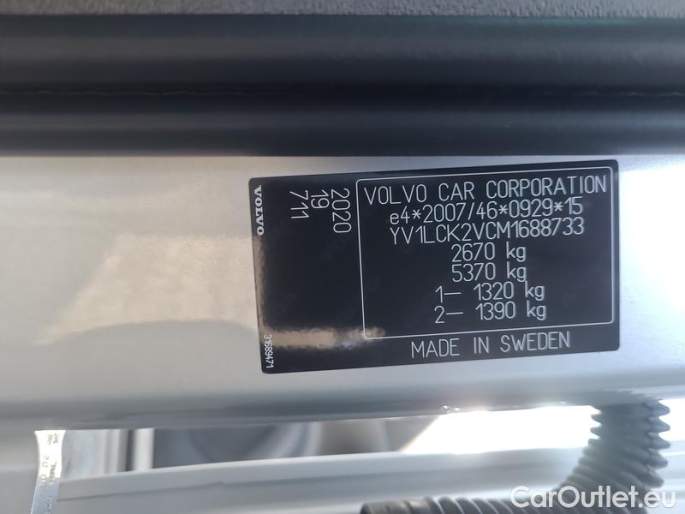 VOLVO
2020
19
711
31689471
VOLVO CAR CORPORATION
e4*2007/46*0929*15
YV1LCK2VCM1688733
2670 kg
5370 kg
1– 1320 kg
2– 1390 kg
MADE IN SWEDEN
CarOutlet.eu